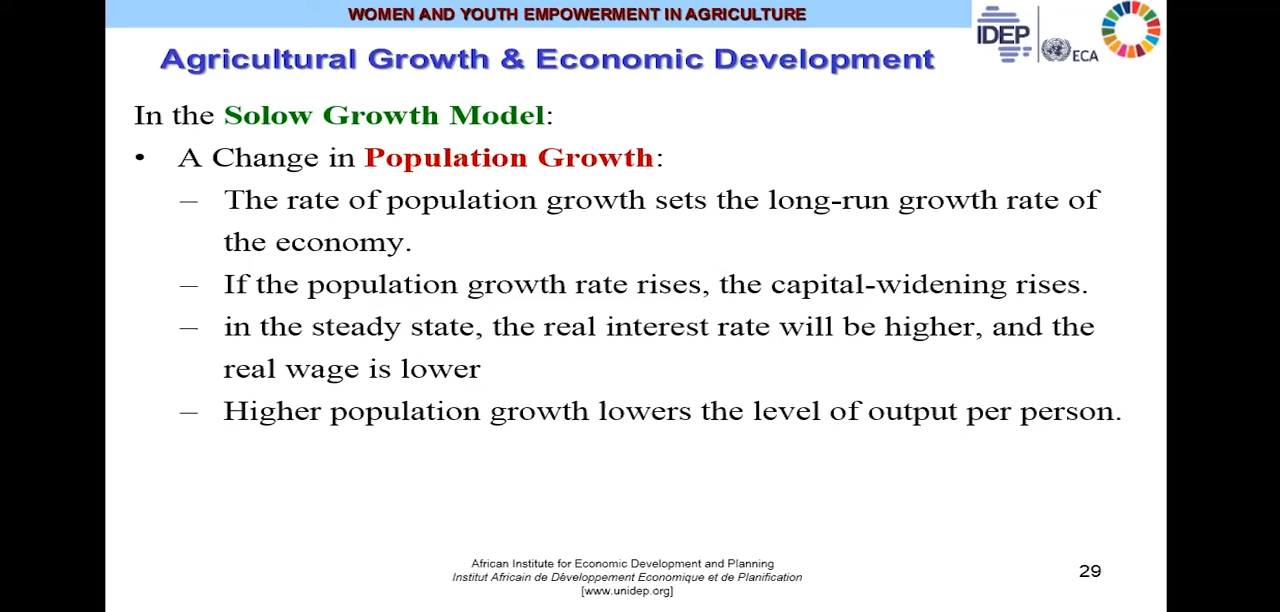 WOMEN AND YOUTH EMPOWERMENT IN AGRICULTURE
IDEP
ECA
Agricultural Growth & Economic Development
In the Solow Growth Model:
• A Change in Population Growth:
– The rate of population growth sets the long-run growth rate of
the economy.
– If the population growth rate rises, the capital-widening rises.
– in the steady state, the real interest rate will be higher, and the
real wage is lower
– Higher population growth lowers the level of output per person.
African Institute for Economic Development and Planning
Institut Africain de Développement Economique et de Planification
[www.unidep.org]
29